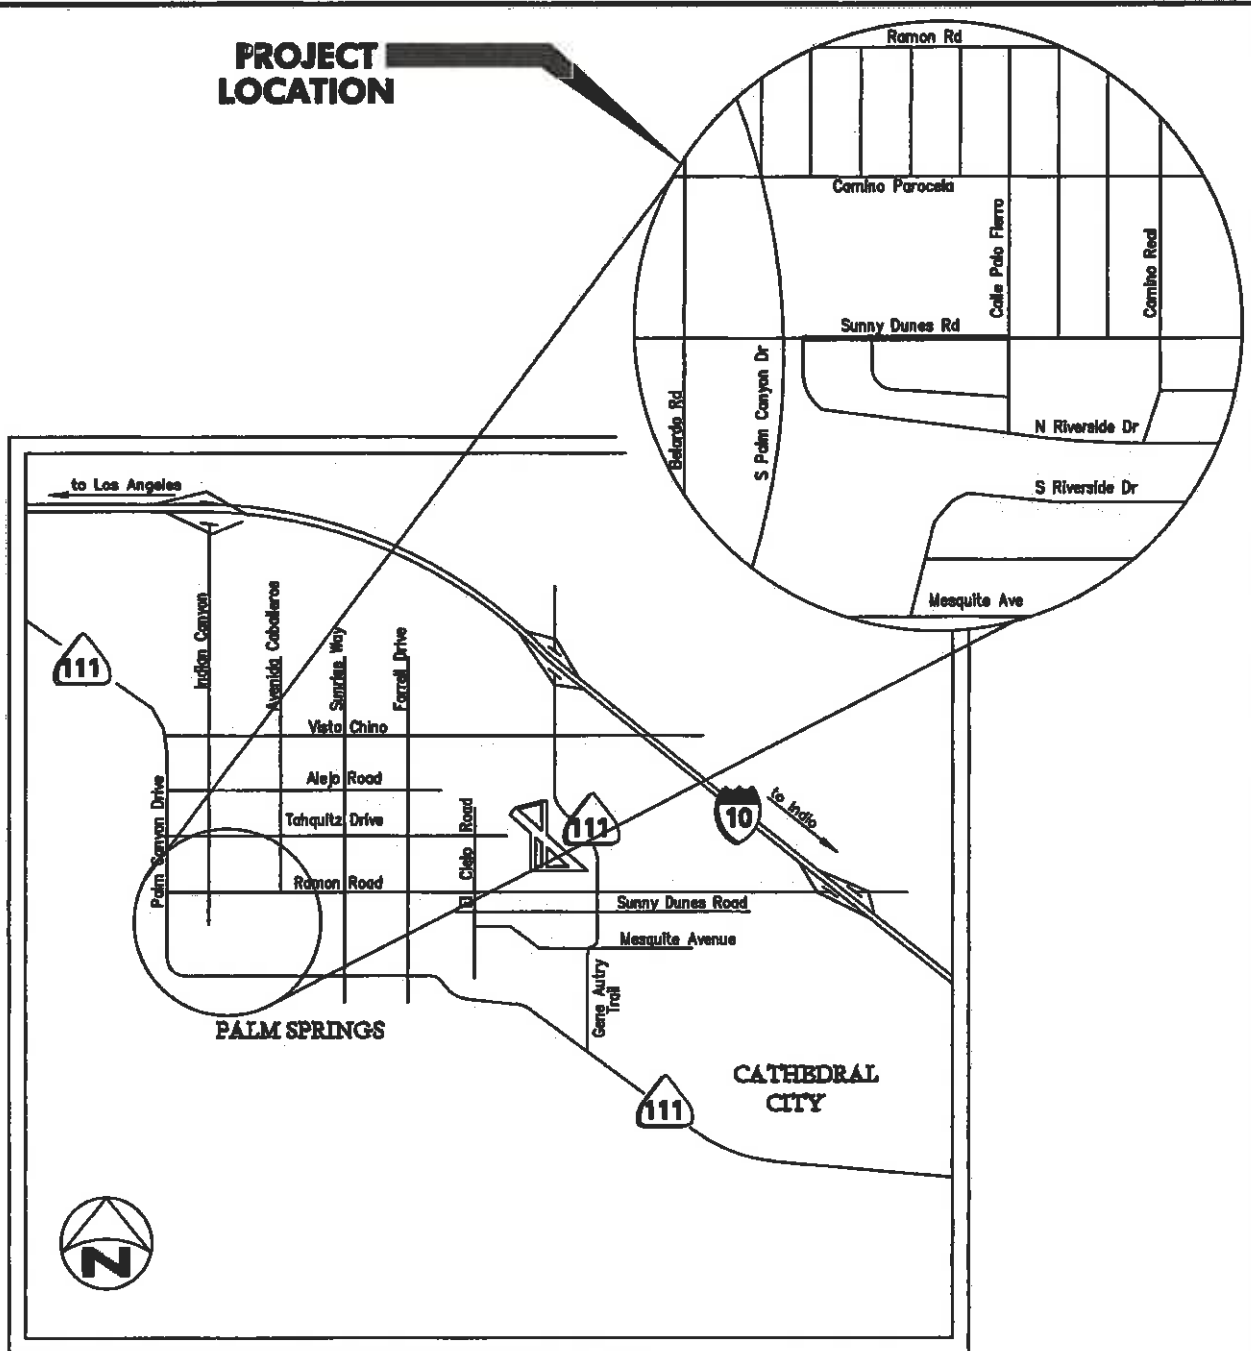 PROJECT
LOCATION
Ramon Rd
Camino Parocela
Calle Palo Fierro
Camino Real
Sunny Dunes Rd
Belardo Rd
S Palm Canyon Dr
N Riverside Dr
S Riverside Dr
Mesquite Ave
to Los Angeles
111
Indian Canyon
Avenida Caballeros
Sunrise Way
Farrell Drive
Vista Chino
Alejo Road
Tahquitz Drive
Palm Canyon Drive
Ramon Road
El Cielo Road
111
10
to Indio
Sunny Dunes Road
Mesquite Avenue
Gene Autry
Trail
PALM SPRINGS
CATHEDRAL
CITY
111
N